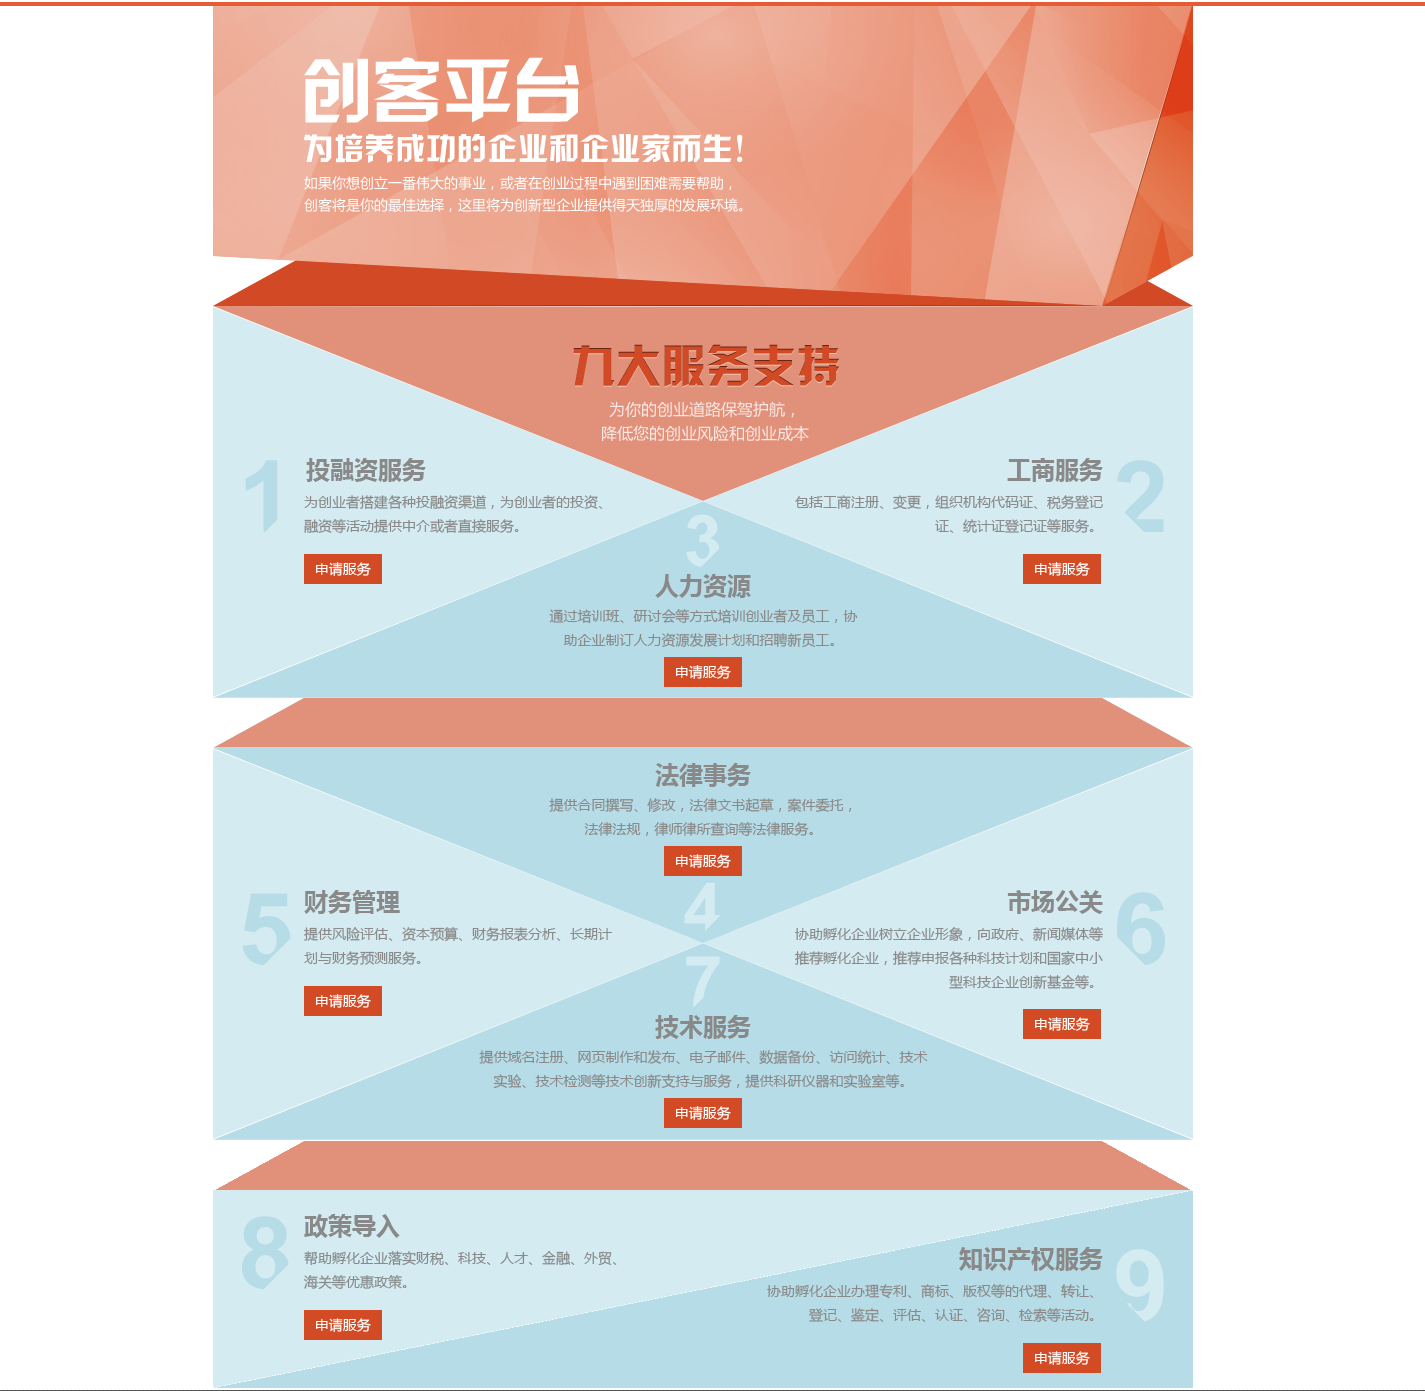 创客平台
为培养成功的企业和企业家而生!
如果你想创立一番伟大的事业，或者在创业过程中遇到困难需要帮助，
创客将是你的最佳选择，这里将为创新型企业提供得天独厚的发展环境。
九大服务支持
为你的创业道路保驾护航，
降低您的创业风险和创业成本
1
投融资服务
为创业者搭建各种投融资渠道，为创业者的投资、
融资等活动提供中介或者直接服务。
申请服务
工商服务
2
包括工商注册、变更，组织机构代码证、税务登记
证、统计证登记证等服务。
申请服务
3
人力资源
通过培训班、研讨会等方式培训创业者及员工，协
助企业制订人力资源发展计划和招聘新员工。
申请服务
法律事务
提供合同撰写、修改，法律文书起草，案件委托，
法律法规，律师律所查询等法律服务。
申请服务
4
5
财务管理
提供风险评估、资本预算、财务报表分析、长期计
划与财务预测服务。
申请服务
市场公关
6
协助孵化企业树立企业形象，向政府、新闻媒体等
推荐孵化企业，推荐申报各种科技计划和国家中小
型科技企业创新基金等。
申请服务
7
技术服务
提供域名注册、网页制作和发布、电子邮件、数据备份、访问统计、技术
实验、技术检测等技术创新支持与服务，提供科研仪器和实验室等。
申请服务
8
政策导入
帮助孵化企业落实财税、科技、人才、金融、外贸、
海关等优惠政策。
申请服务
知识产权服务
9
协助孵化企业办理专利、商标、版权等的代理、转让、
登记、鉴定、评估、认证、咨询、检索等活动。
申请服务